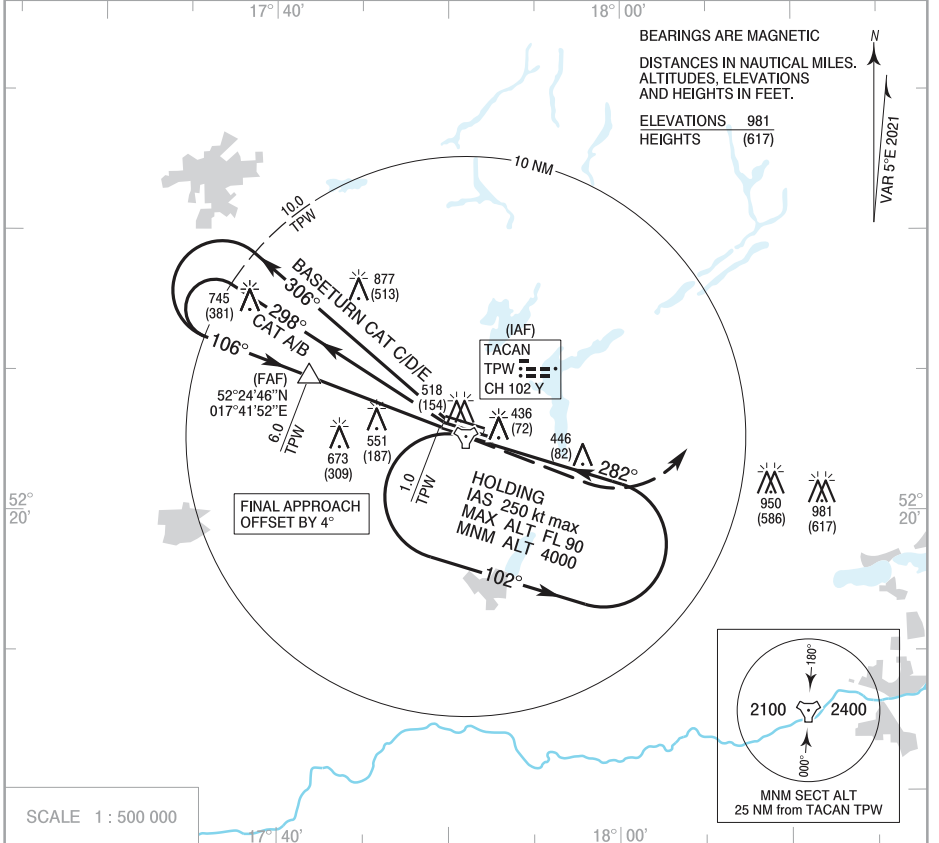 17°40’
18°00’
BEARINGS ARE MAGNETIC
DISTANCES IN NAUTICAL MILES.
ALTITUDES, ELEVATIONS
AND HEIGHTS IN FEET.
ELEVATIONS 981
HEIGHTS (617)
N
VAR 5°E 2021
10 NM
10.0
TPW
BASETURN CAT C/D/E
306°
877
(513)
745
(381)
298°
CAT A/B
106°
(IAF)
TACAN
TPW
CH 102 Y
(FAF)
52°24’46”N
017°41’52”E
6.0
TPW
518
(154)
436
(72)
551
(187)
673
(309)
446
(82)
282°
1.0
TPW
HOLDING
IAS 250 kt max
MAX ALT FL 90
MNM ALT 4000
102°
950
(586)
981
(617)
FINAL APPROACH
OFFSET BY 4°
52°
20’
52°
20’
180°
2100
2400
000°
MNM SECT ALT
25 NM from TACAN TPW
SCALE 1 : 500 000
17°40’
18°00’